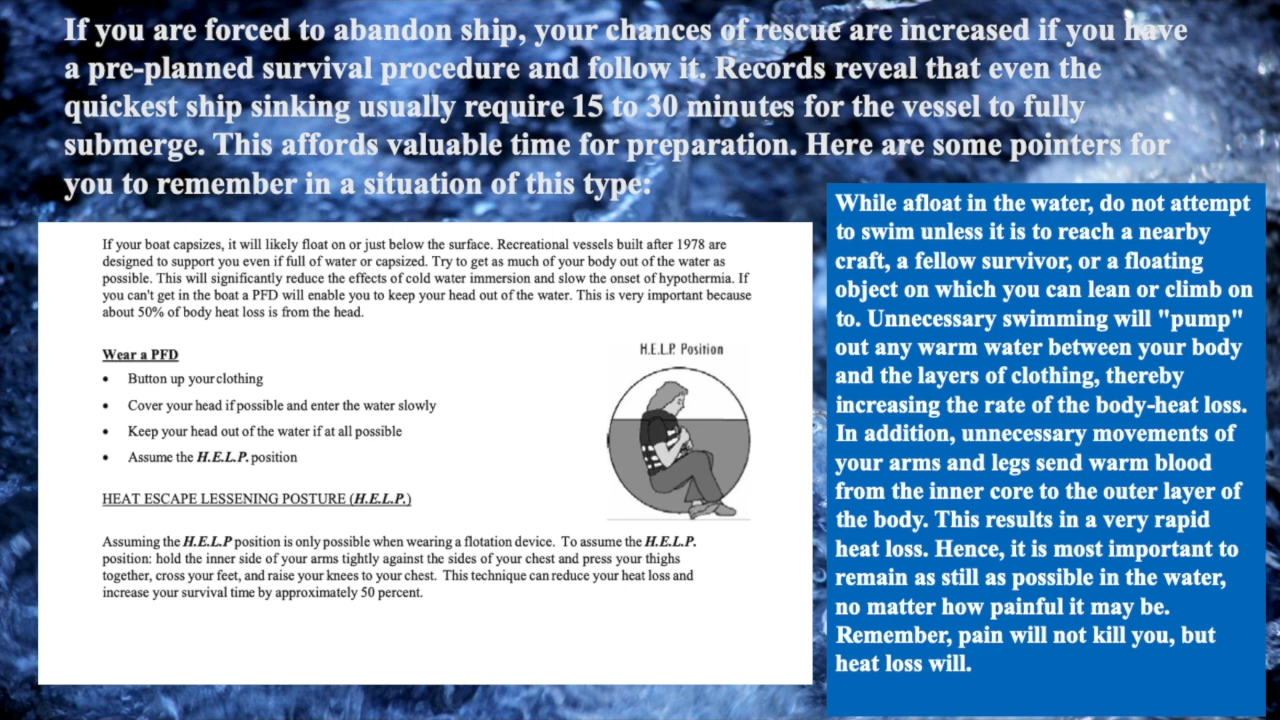 If you are forced to abandon ship, your chances of rescue are increased if you have
a pre-planned survival procedure and follow it. Records reveal that even the
quickest ship sinking usually require 15 to 30 minutes for the vessel to fully
submerge. This affords valuable time for preparation. Here are some pointers for
you to remember in a situation of this type:
If your boat capsizes, it will likely float on or just below the surface. Recreational vessels built after 1978 are
designed to support you even if full of water or capsized. Try to get as much of your body out of the water as
possible. This will significantly reduce the effects of cold water immersion and slow the onset of hypothermia. If
you can't get in the boat a PFD will enable you to keep your head out of the water. This is very important because
about 50% of body heat loss is from the head.
Wear a PFD
• Button up your clothing
• Cover your head if possible and enter the water slowly
• Keep your head out of the water if at all possible
• Assume the H.E.L.P. position
H.E.L.P. Position
HEAT ESCAPE LESSENING POSTURE (H.E.L.P.)
Assuming the H.E.L.P position is only possible when wearing a flotation device. To assume the H.E.L.P.
position: hold the inner side of your arms tightly against the sides of your chest and press your thighs
together, cross your feet, and raise your knees to your chest. This technique can reduce your heat loss and
increase your survival time by approximately 50 percent.
While afloat in the water, do not attempt
to swim unless it is to reach a nearby
craft, a fellow survivor, or a floating
object on which you can lean or climb on
to. Unnecessary swimming will "pump"
out any warm water between your body
and the layers of clothing, thereby
increasing the rate of the body-heat loss.
In addition, unnecessary movements of
your arms and legs send warm blood
from the inner core to the outer layer of
the body. This results in a very rapid
heat loss. Hence, it is most important to
remain as still as possible in the water,
no matter how painful it may be.
Remember, pain will not kill you, but
heat loss will.